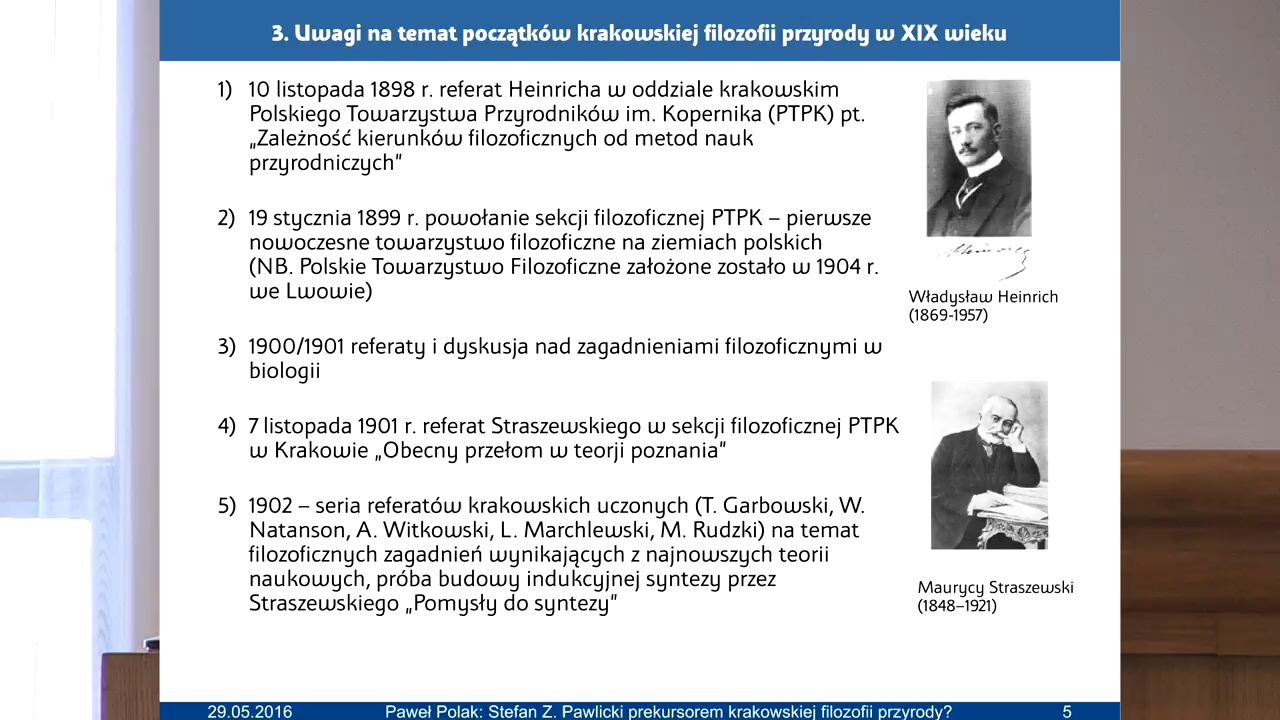 3. Uwagi na temat początków krakowskiej filozofii przyrody w XIX wieku
1) 10 listopada 1898 r. referat Heinricha w oddziale krakowskim
Polskiego Towarzystwa Przyrodników im. Kopernika (PTPK) pt.
„Zależność kierunków filozoficznych od metod nauk
przyrodniczych"
2) 19 stycznia 1899 r. powołanie sekcji filozoficznej PTPK – pierwsze
nowoczesne towarzystwo filozoficzne na ziemiach polskich
(NB. Polskie Towarzystwo Filozoficzne założone zostało w 1904 r.
we Lwowie)
3) 1900/1901 referaty i dyskusja nad zagadnieniami filozoficznymi w
biologii
4) 7 listopada 1901 r. referat Straszewskiego w sekcji filozoficznej PTPK
w Krakowie „Obecny przełom w teorji poznania"
5) 1902 – seria referatów krakowskich uczonych (T. Garbowski, W.
Natanson, A. Witkowski, L. Marchlewski, M. Rudzki) na temat
filozoficznych zagadnień wynikających z najnowszych teorii
naukowych, próba budowy indukcyjnej syntezy przez
Straszewskiego „Pomysły do syntezy"
Władysław Heinrich
(1869-1957)
Maurycy Straszewski
(1848–1921)
29.05.2016 Paweł Polak: Stefan Z. Pawlicki prekursorem krakowskiej filozofii przyrody? 5